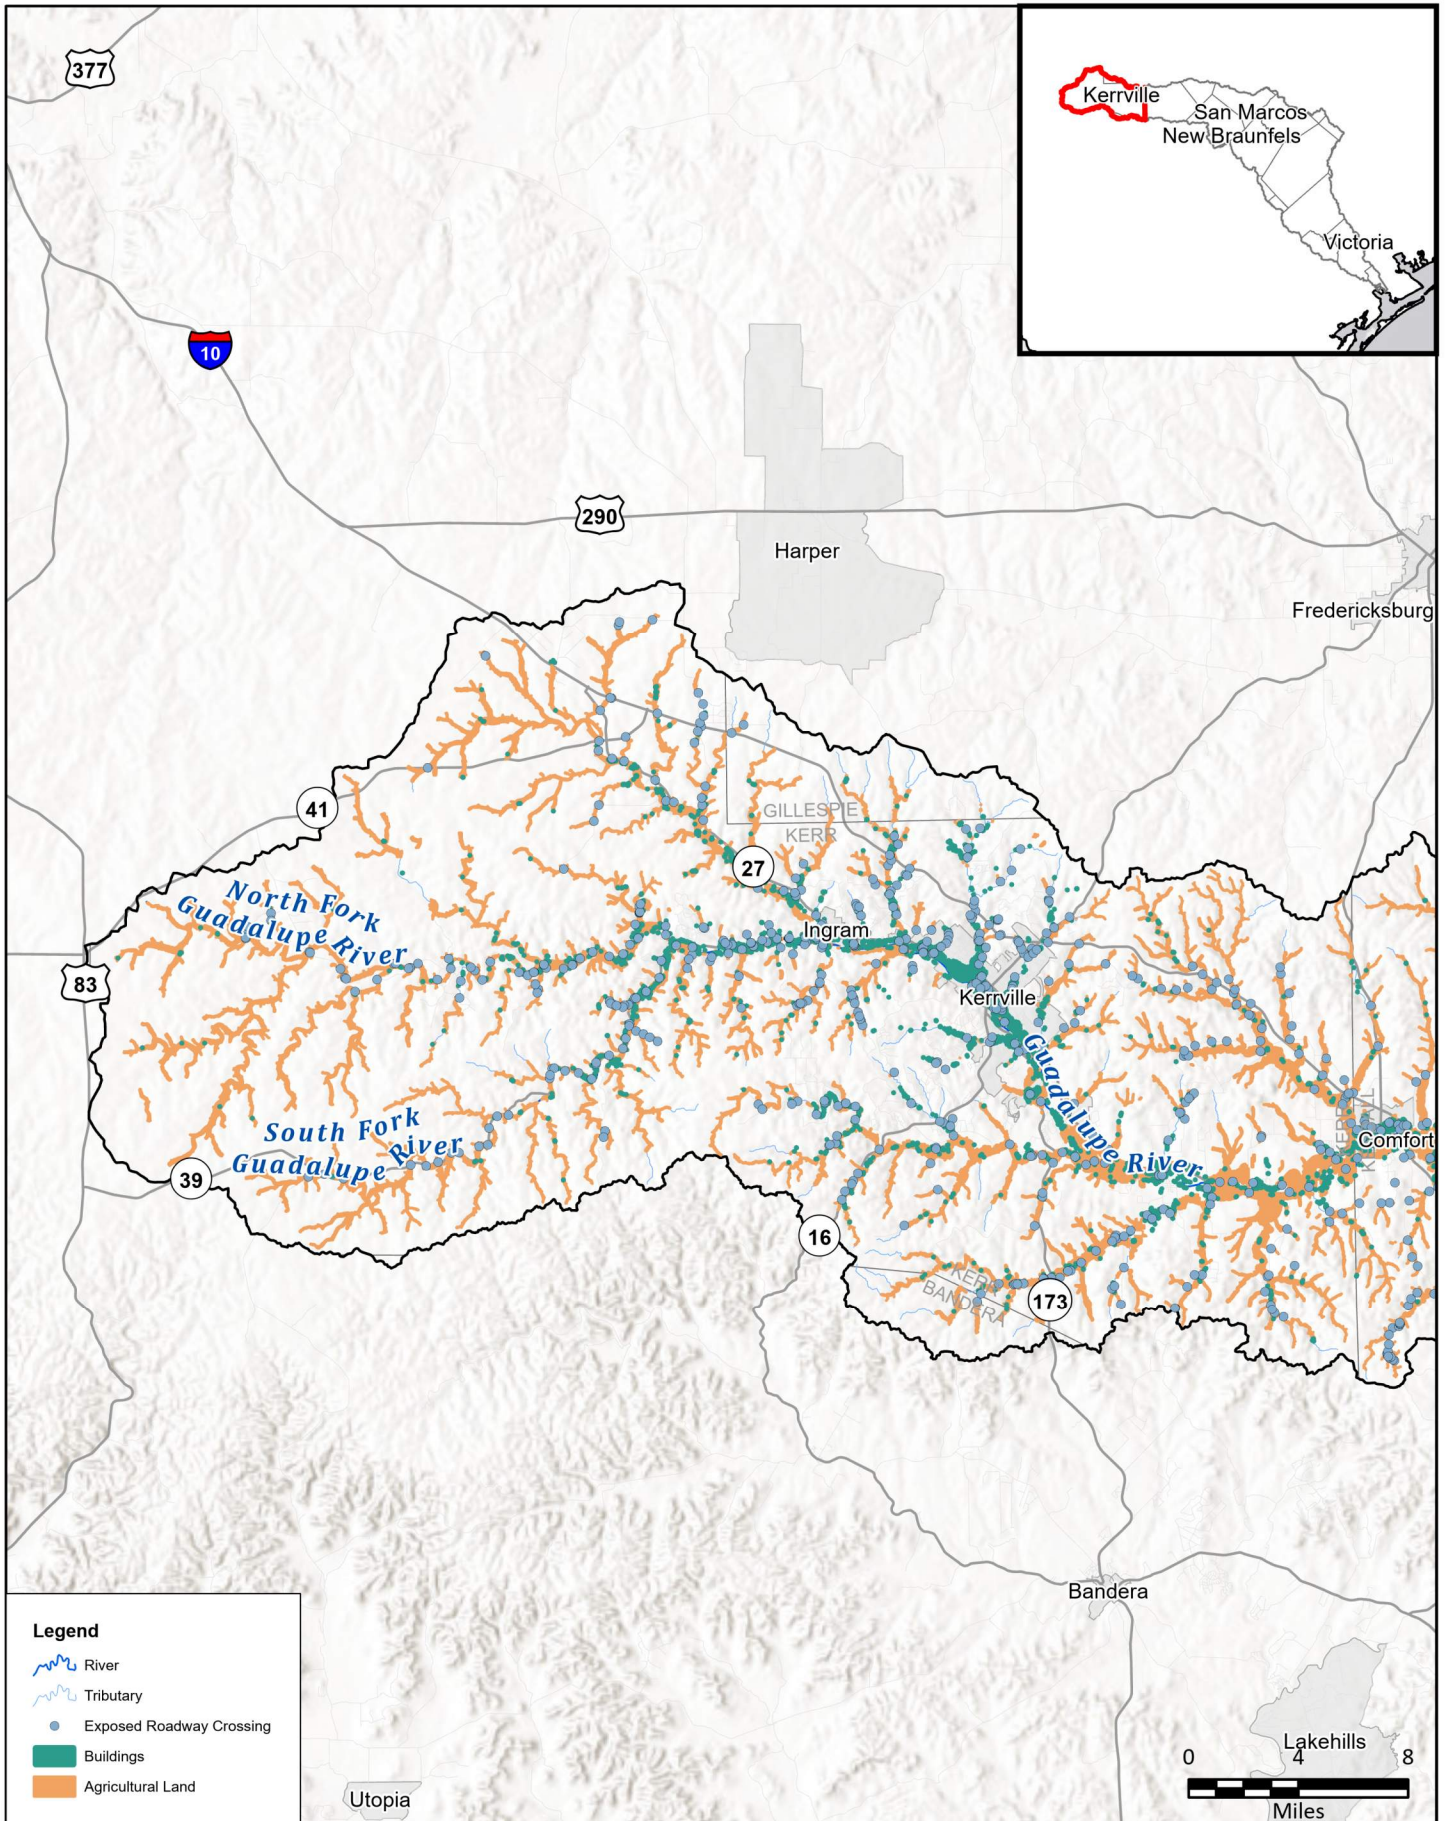 377
Kerrville
San Marcos
New Braunfels
Victoria
10
290
Harper
Fredericksburg
41
GILLESPIE
KERR
27
North Fork
Guadalupe River
Ingram
83
Kerrville
Guadalupe River
South Fork
Guadalupe River
Comfort
39
16
KERR
BANDERA
173
Bandera
Legend
River
Tributary
Exposed Roadway Crossing
Buildings
Agricultural Land
Utopia
Lakehills
0 4 8
Miles